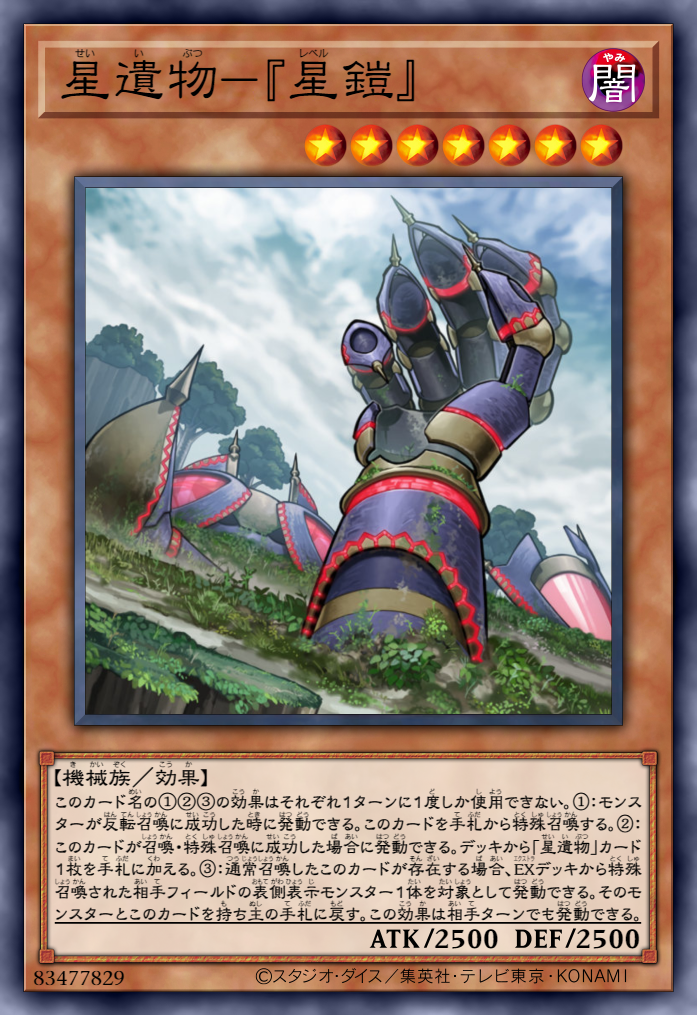 星遺物-『星鎧』
闇
【機械族／効果】
このカード名の①②③の効果はそれぞれ1ターンに1度しか使用できない。①：モンス
ターが反転召喚に成功した時に発動できる。このカードを手札から特殊召喚する。②：
このカードが召喚・特殊召喚に成功した場合に発動できる。デッキから「星遺物」カード
1枚を手札に加える。③：通常召喚したこのカードが存在する場合、EXデッキから特殊
召喚された相手フィールドの表側表示モンスター1体を対象として発動できる。そのモ
ンスターとこのカードを持ち主の手札に戻す。この効果は相手ターンでも発動できる。
ATK/2500 DEF/2500
83477829 ©スタジオ・ダイス／集英社・テレビ東京・KONAMI